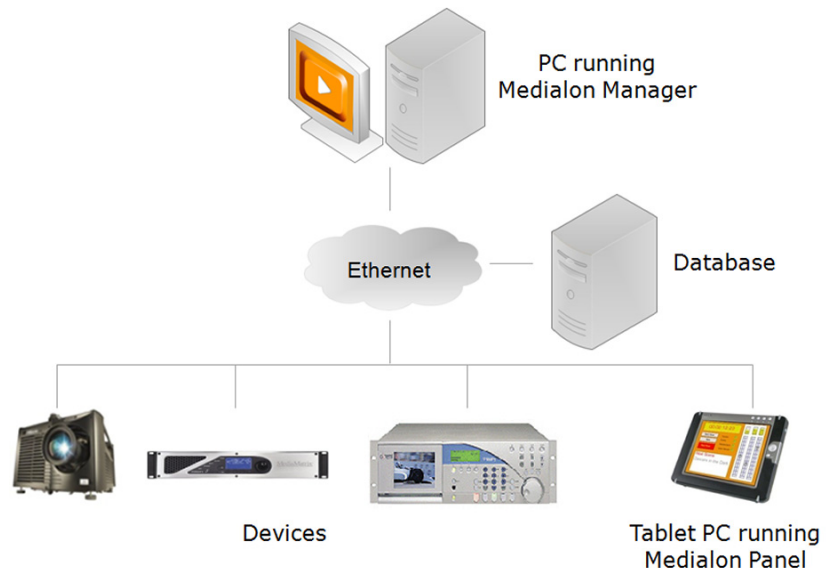 PC running
Medialon Manager
Ethernet
Database
Devices
Tablet PC running
Medialon Panel